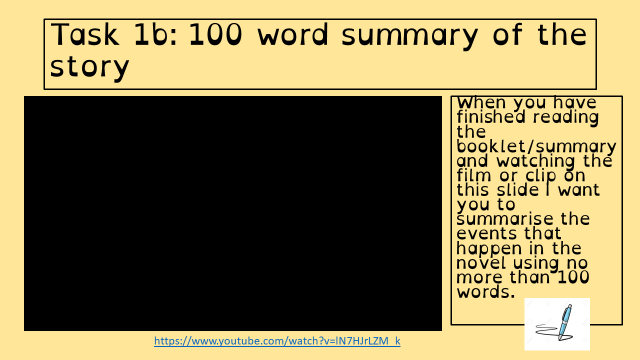 Task 1b: 100 word summary of the
story
When you have
finished reading
the
booklet/summary
and watching the
film or clip on
this slide I want
you to
summarise the
events that
happen in the
novel using no
more than 100
words.
https://www.youtube.com/watch?v=lN7HJrLZM_k